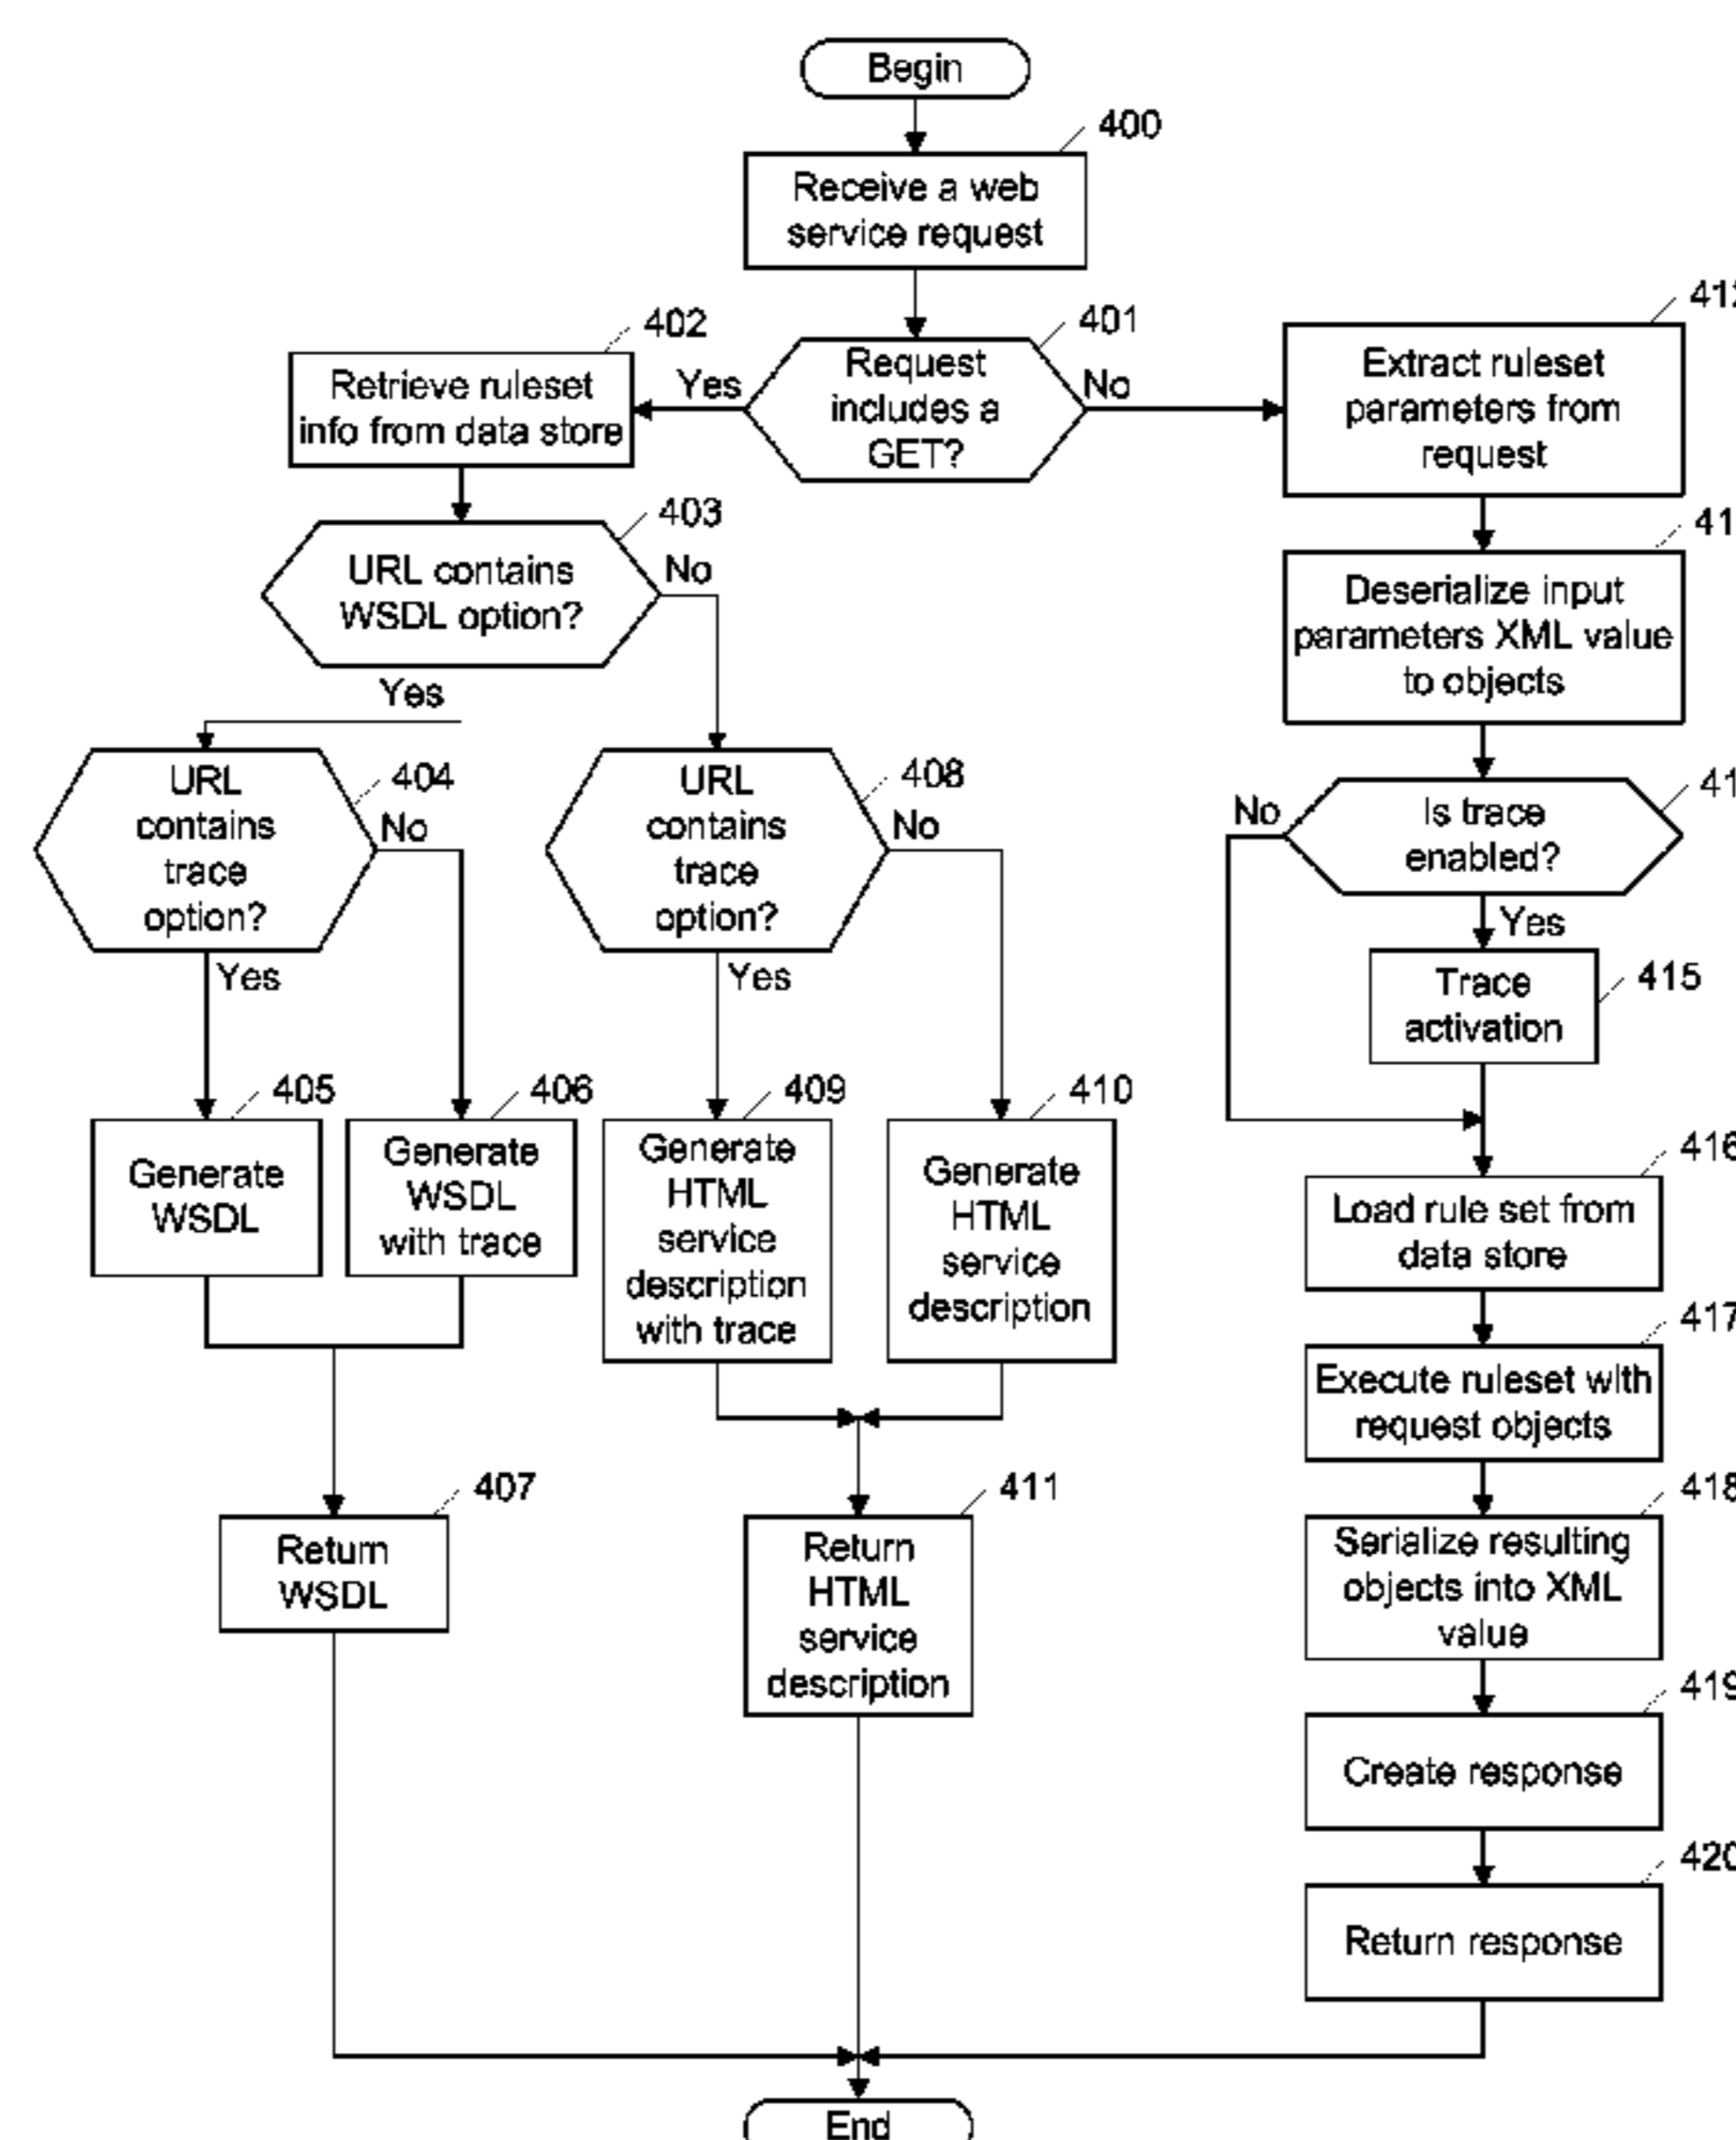 Begin
400
Receive a web
service request
401
Request
includes a
GET?
Yes
No
402
Retrieve ruleset
info from data store
403
URL contains
WSDL option?
No
Yes
404
URL
contains
trace
option?
No
Yes
408
URL
contains
trace
option?
No
Yes
405
Generate
WSDL
406
Generate
WSDL
with trace
409
Generate
HTML
service
description
with trace
410
Generate
HTML
service
description
407
Return
WSDL
411
Return
HTML
service
description
Extract ruleset
parameters from
request
Deserialize input
parameters XML value
to objects
Is trace
enabled?
No
Yes
415
Trace
activation
416
Load rule set from
data store
417
Execute ruleset with
request objects
418
Serialize resulting
objects into XML
value
419
Create response
420
Return response
End